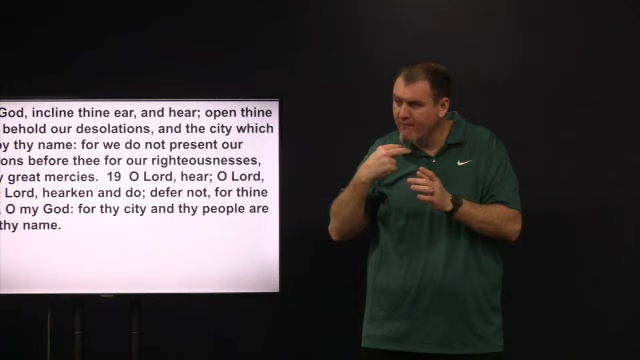 God, incline thine ear, and hear; open thine
behold our desolations, and the city which
by thy name: for we do not present our
ons before thee for our righteousnesses,
great mercies. 19 O Lord, hear; O Lord,
Lord, hearken and do; defer not, for thine
O my God: for thy city and thy people are
thy name.